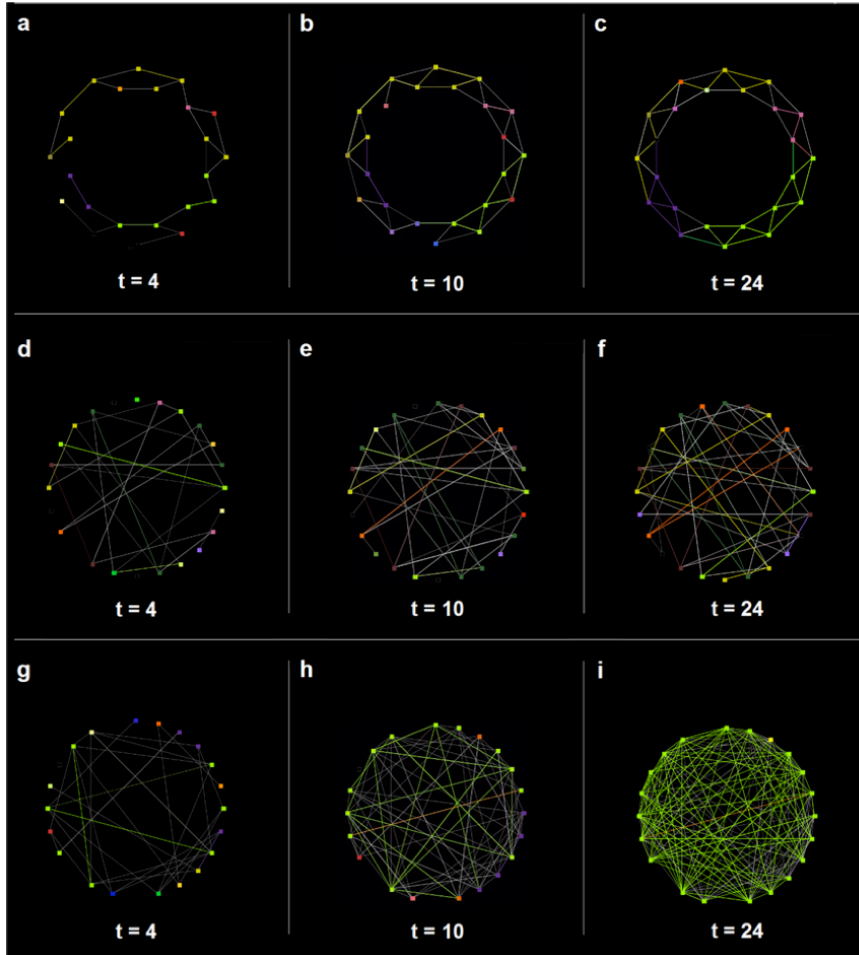 a b c
t = 4 t = 10 t = 24
d e f
t = 4 t = 10 t = 24
g h i
t = 4 t = 10 t = 24